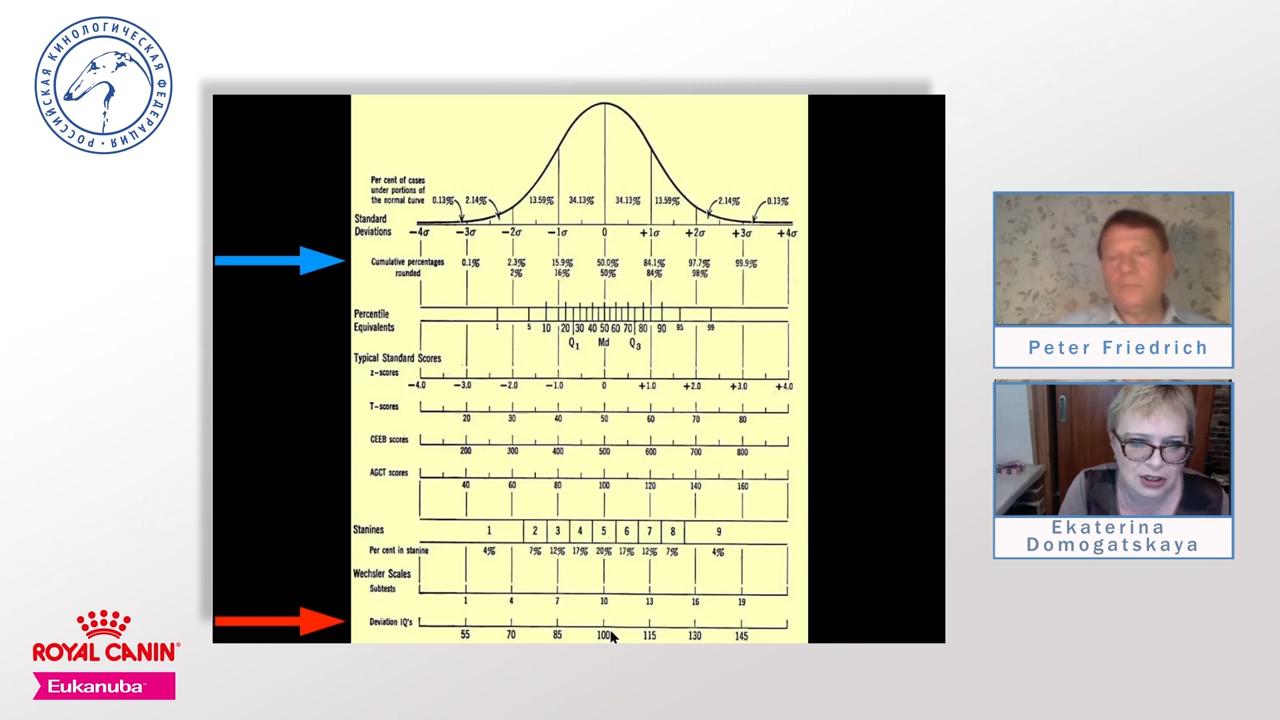 РОССИЙСКАЯ КИНОЛОГИЧЕСКАЯ ФЕДЕРАЦИЯ
Per cent of cases
under portions of
the normal curve
0.13% 2.14% 13.59% 34.13% 34.13% 13.59% 2.14% 0.13%
Standard
Deviations
−4σ −3σ −2σ −1σ 0 +1σ +2σ +3σ +4σ
Cumulative percentages 0.1% 2.3% 15.9% 50.0% 84.1% 97.7% 99.9%
rounded 2% 16% 50% 84% 98%
Percentile
Equivalents
1 5 10 20 30 40 50 60 70 80 90 95 99
Q1 Md Q3
Typical Standard Scores
z-scores
−4.0 −3.0 −2.0 −1.0 0 +1.0 +2.0 +3.0 +4.0
T-scores
20 30 40 50 60 70 80
CEEB scores
200 300 400 500 600 700 800
AGCT scores
40 60 80 100 120 140 160
Stanines 1 2 3 4 5 6 7 8 9
Per cent in stanine 4% 7% 12% 17% 20% 17% 12% 7% 4%
Wechsler Scales
Subtests
1 4 7 10 13 16 19
Deviation IQ's
55 70 85 100 115 130 145
Peter Friedrich
Ekaterina
Domogatskaya
ROYAL CANIN
Eukanuba